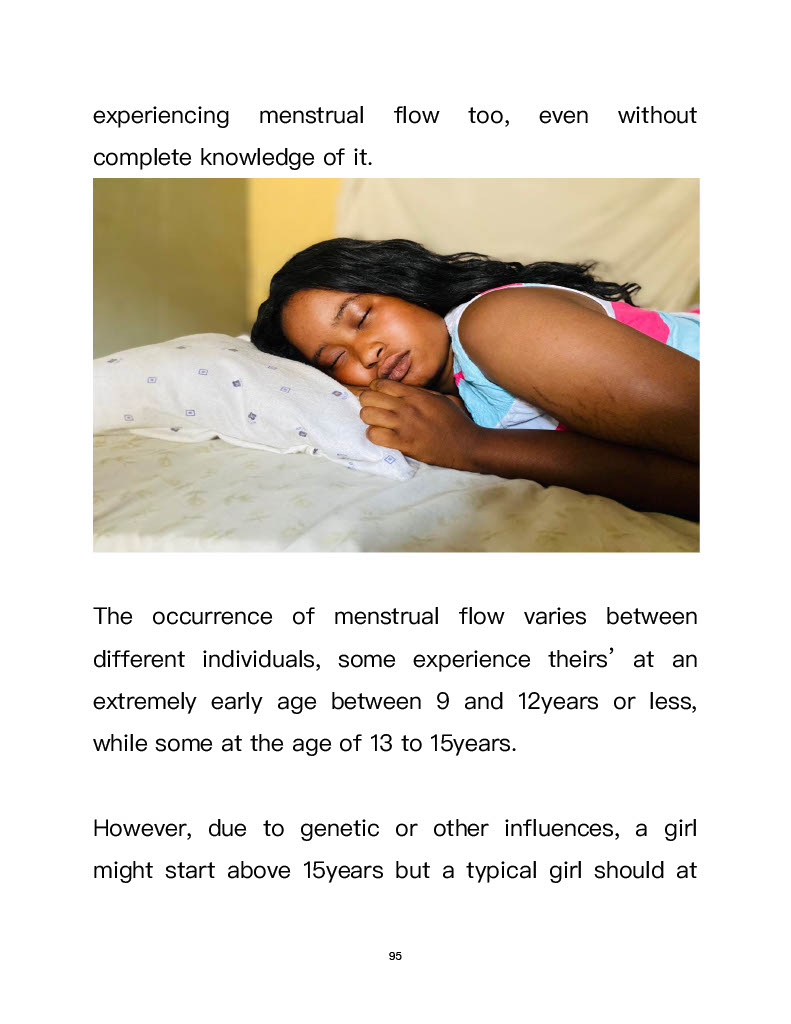 experiencing menstrual flow too, even without
complete knowledge of it.
The occurrence of menstrual flow varies between
different individuals, some experience theirs’ at an
extremely early age between 9 and 12years or less,
while some at the age of 13 to 15years.
However, due to genetic or other influences, a girl
might start above 15years but a typical girl should at
95